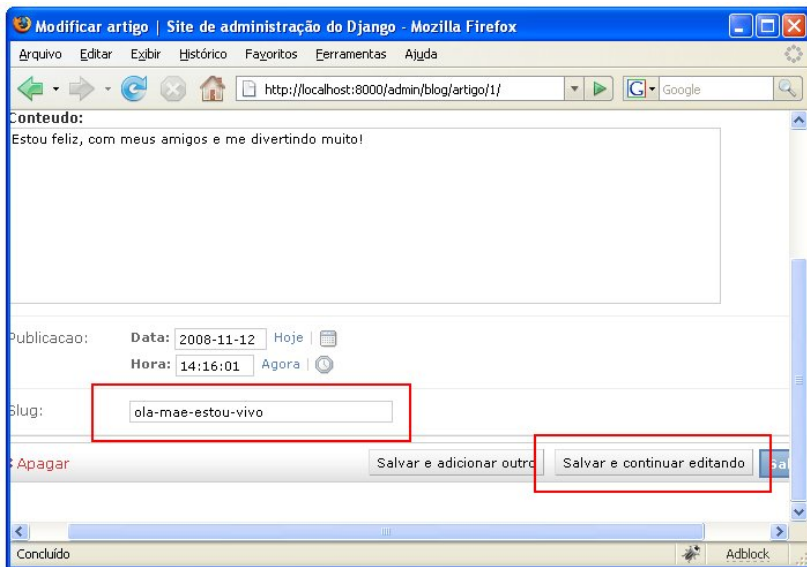 Modificar artigo | Site de administração do Django - Mozilla Firefox
Arquivo Editar Exibir Histórico Favoritos Ferramentas Ajuda
http://localhost:8000/admin/blog/artigo/1/ G Google
Conteudo:
Estou feliz, com meus amigos e me divertindo muito!
Publicacao: Data: 2008-11-12 Hoje |
Hora: 14:16:01 Agora |
Slug: ola-mae-estou-vivo
Apagar Salvar e adicionar outro Salvar e continuar editando Sal
Concluído Adblock